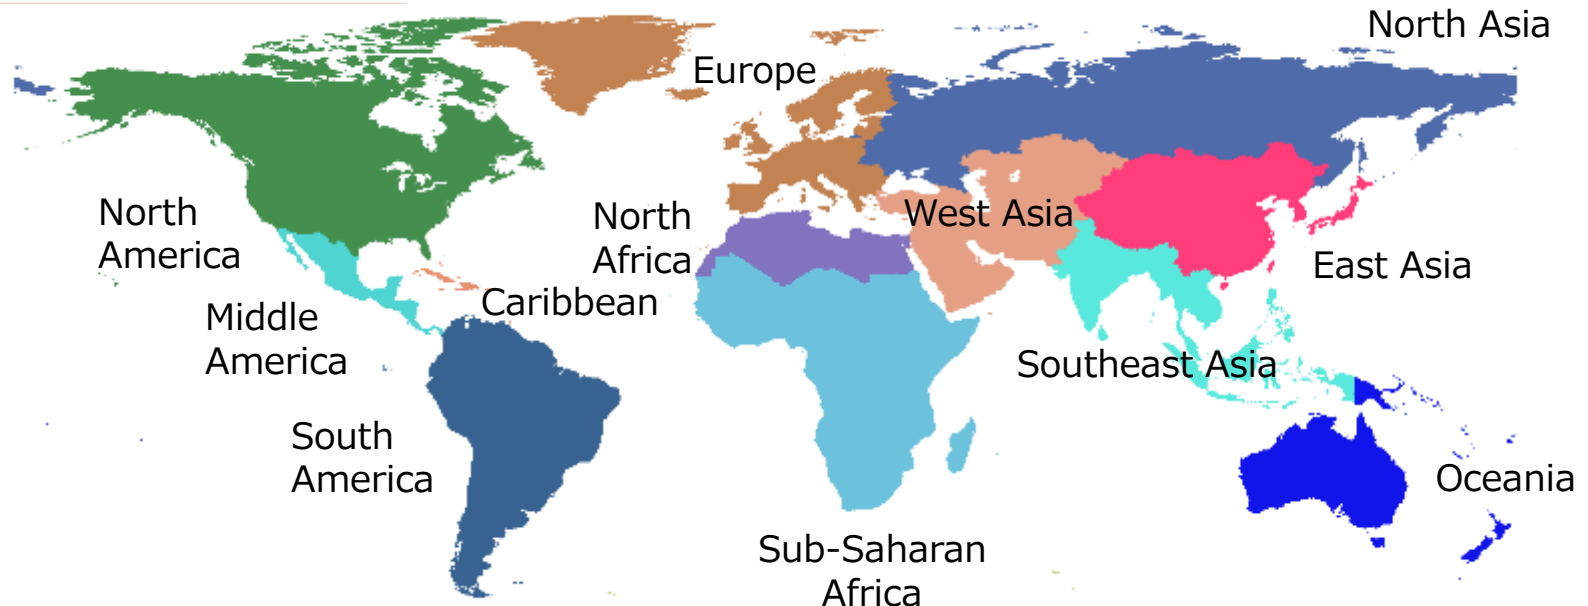 North Asia
Europe
North
America
North
Africa
West Asia
East Asia
Caribbean
Middle
America
Southeast Asia
South
America
Oceania
Sub-Saharan
Africa